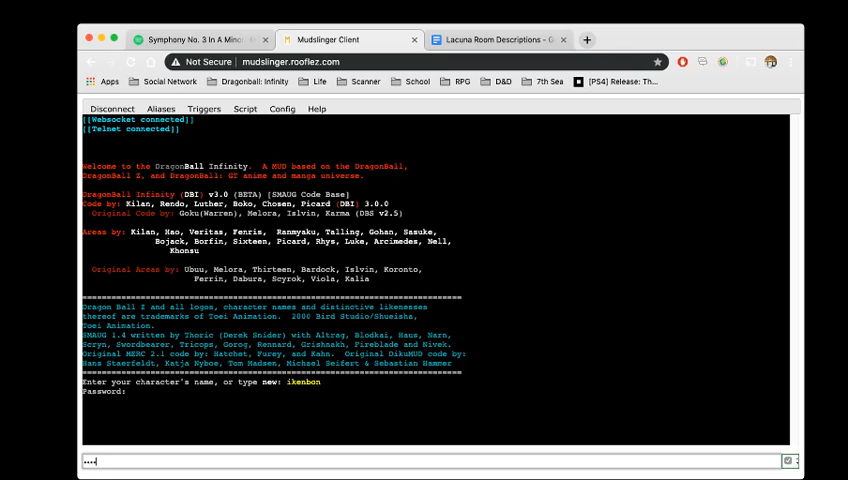 Symphony No. 3 In A Mino
Mudslinger Client
Lacuna Room Descriptions - G
Not Secure | mudslinger.rooflez.com
Apps Social Network Dragonball: Infinity Life Scanner School RPG D&D 7th Sea [PS4] Release: Th...
Disconnect Aliases Triggers Script Config Help
[[Websocket connected]]
[[Telnet connected]]
Welcome to the DragonBall Infinity. A MUD based on the DragonBall,
DragonBall Z, and DragonBall: GT anime and manga universe.
DragonBall Infinity (DBI) v3.0 (BETA) [SMAUG Code Base]
Code by: Kilan, Rendo, Luther, Boko, Chosen, Picard (DBI) 3.0.0
Original Code by: Goku(Warren), Melora, Islvin, Karma (DBS v2.5)
Areas by: Kilan, Hao, Veritas, Fenris, Ranmyaku, Talling, Gohan, Sasuke,
Bojack, Borfin, Sixteen, Picard, Rhys, Luke, Arcimedes, Nell,
Khonsu
Original Areas by: Ubuu, Melora, Thirteen, Bardock, Islvin, Koronto,
Ferrin, Dabura, Scyrok, Viola, Kalia
================================================================================
Dragon Ball Z and all logos, character names and distinctive likenesses
thereof are trademarks of Toei Animation. 2000 Bird Studio/Shueisha,
Toei Animation.
SMAUG 1.4 written by Thoric (Derek Snider) with Altrag, Blodkai, Haus, Narn,
Scryn, Swordbearer, Tricops, Gorog, Rennard, Grishnakh, Fireblade and Nivek.
Original MERC 2.1 code by: Hatchet, Furey, and Kahn. Original DikuMUD code by:
Hans Staerfeldt, Katja Nyboe, Tom Madsen, Michael Seifert & Sebastian Hammer
================================================================================
Enter your character's name, or type new: ikenbon
Password:
••••